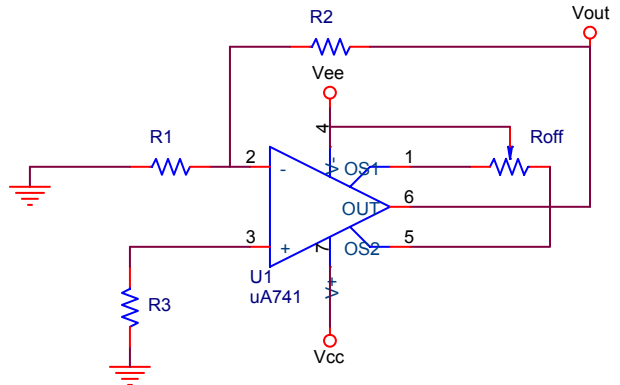 R2
Vout
Vee
4
R1
2
-
V-
OS1
1
Roff
OUT
6
3
+
7
OS2
5
U1
uA741
V+
R3
Vcc